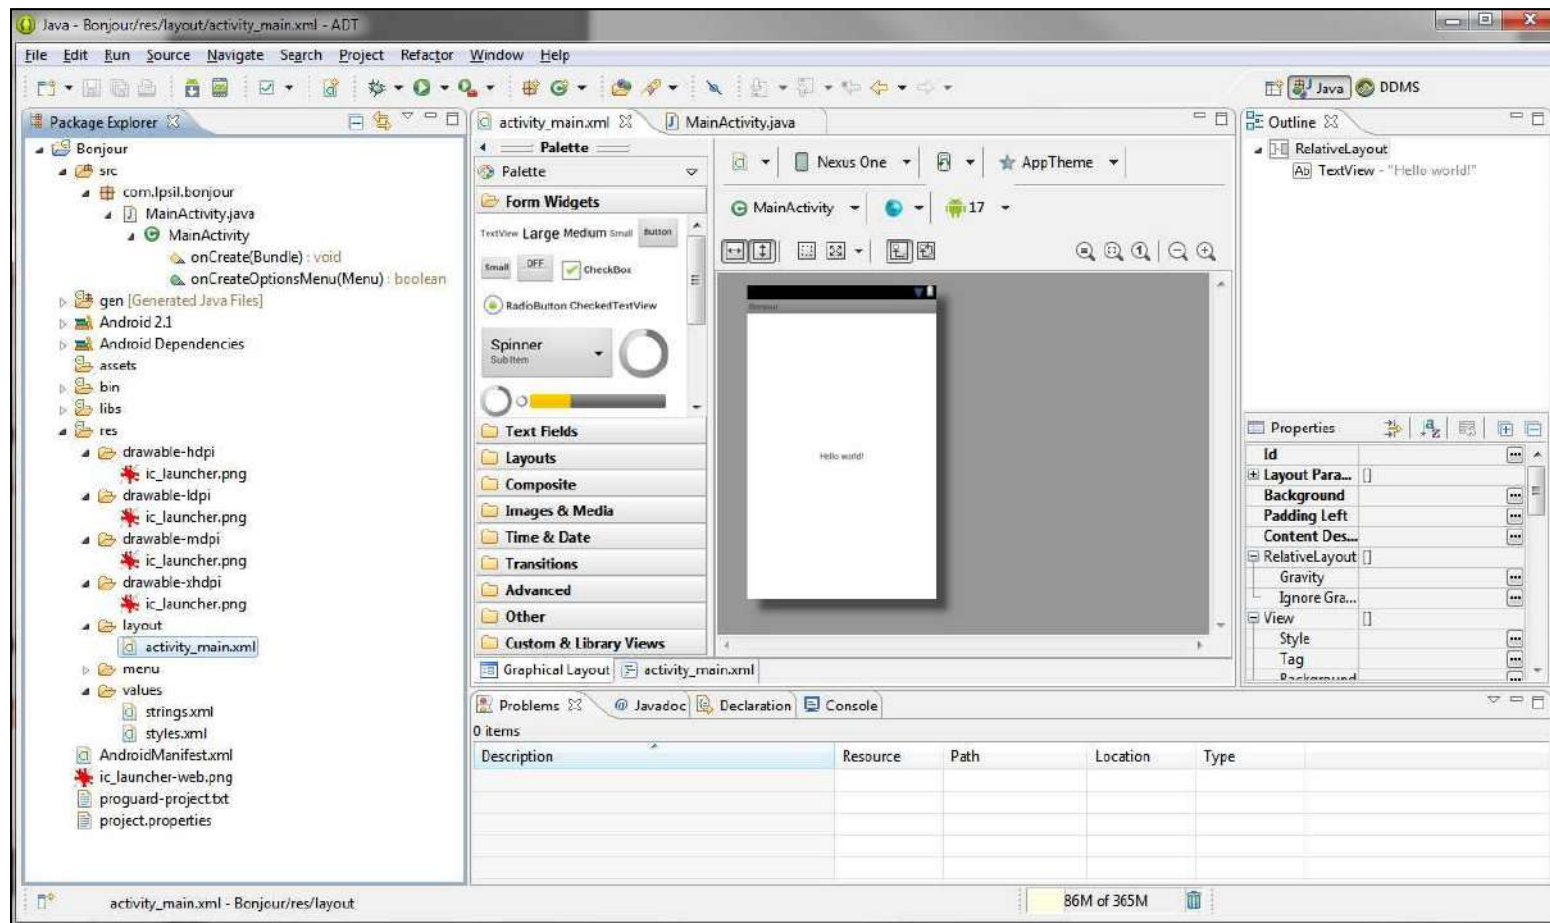 Java - Bonjour/res/layout/activity_main.xml - ADT
File Edit Run Source Navigate Search Project Refactor Window Help
Java DDMS
Package Explorer
Bonjour
src
com.lpsil.bonjour
MainActivity.java
MainActivity
onCreate(Bundle) : void
onCreateOptionsMenu(Menu) : boolean
gen [Generated Java Files]
Android 2.1
Android Dependencies
assets
bin
libs
res
drawable-hdpi
ic_launcher.png
drawable-ldpi
ic_launcher.png
drawable-mdpi
ic_launcher.png
drawable-xhdpi
ic_launcher.png
layout
activity_main.xml
menu
values
strings.xml
styles.xml
AndroidManifest.xml
ic_launcher-web.png
proguard-project.txt
project.properties
activity_main.xml MainActivity.java
Palette
Palette
Form Widgets
TextView Large Medium Small Button
Small OFF CheckBox
RadioButton CheckedTextView
Spinner
Sub Item
Text Fields
Layouts
Composite
Images & Media
Time & Date
Transitions
Advanced
Other
Custom & Library Views
Nexus One AppTheme
MainActivity 17
Bonjour
Hello world!
Graphical Layout activity_main.xml
Outline
RelativeLayout
Ab TextView - "Hello world!"
Properties
Id
Layout Para... []
Background
Padding Left
Content Des...
RelativeLayout []
Gravity
Ignore Gra...
View []
Style
Tag
Background
Problems @ Javadoc Declaration Console
0 items
Description Resource Path Location Type
activity_main.xml - Bonjour/res/layout
86M of 365M